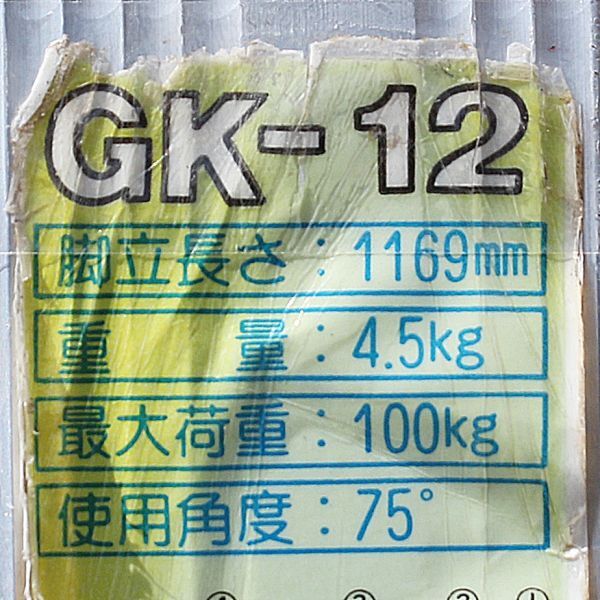 GK-12
脚立長さ：1169mm
重量：4.5kg
最大荷重：100kg
使用角度：75°